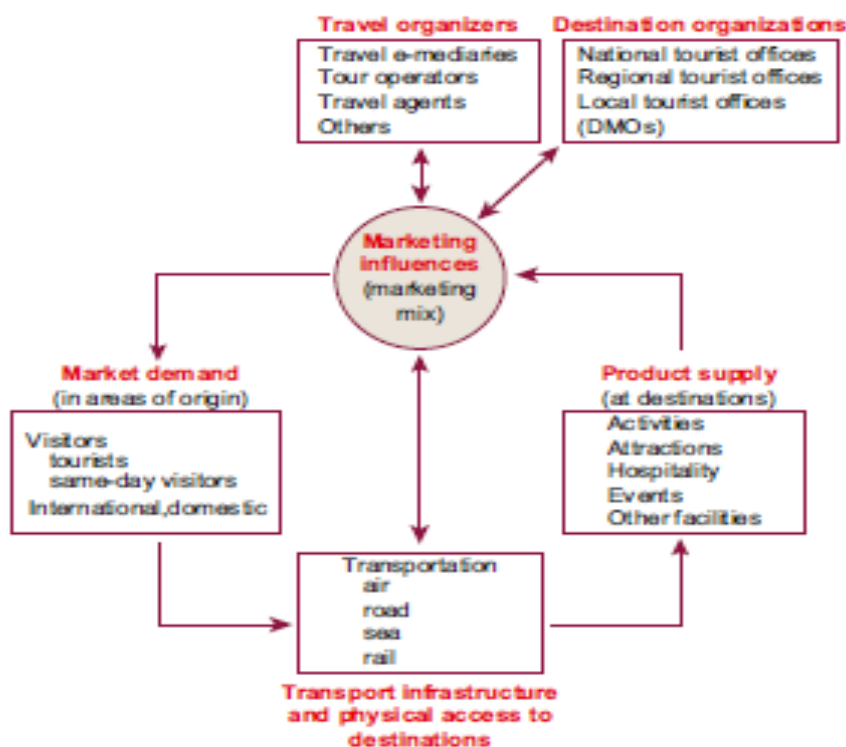 Travel organizers
Travel e-mediaries
Tour operators
Travel agents
Others
Destination organizations
National tourist offices
Regional tourist offices
Local tourist offices
(DMOs)
Marketing
influences
(marketing
mix)
Market demand
(in areas of origin)
Visitors
tourists
same-day visitors
International,domestic
Product supply
(at destinations)
Activities
Attractions
Hospitality
Events
Other facilities
Transportation
air
road
sea
rail
Transport infrastructure
and physical access to
destinations